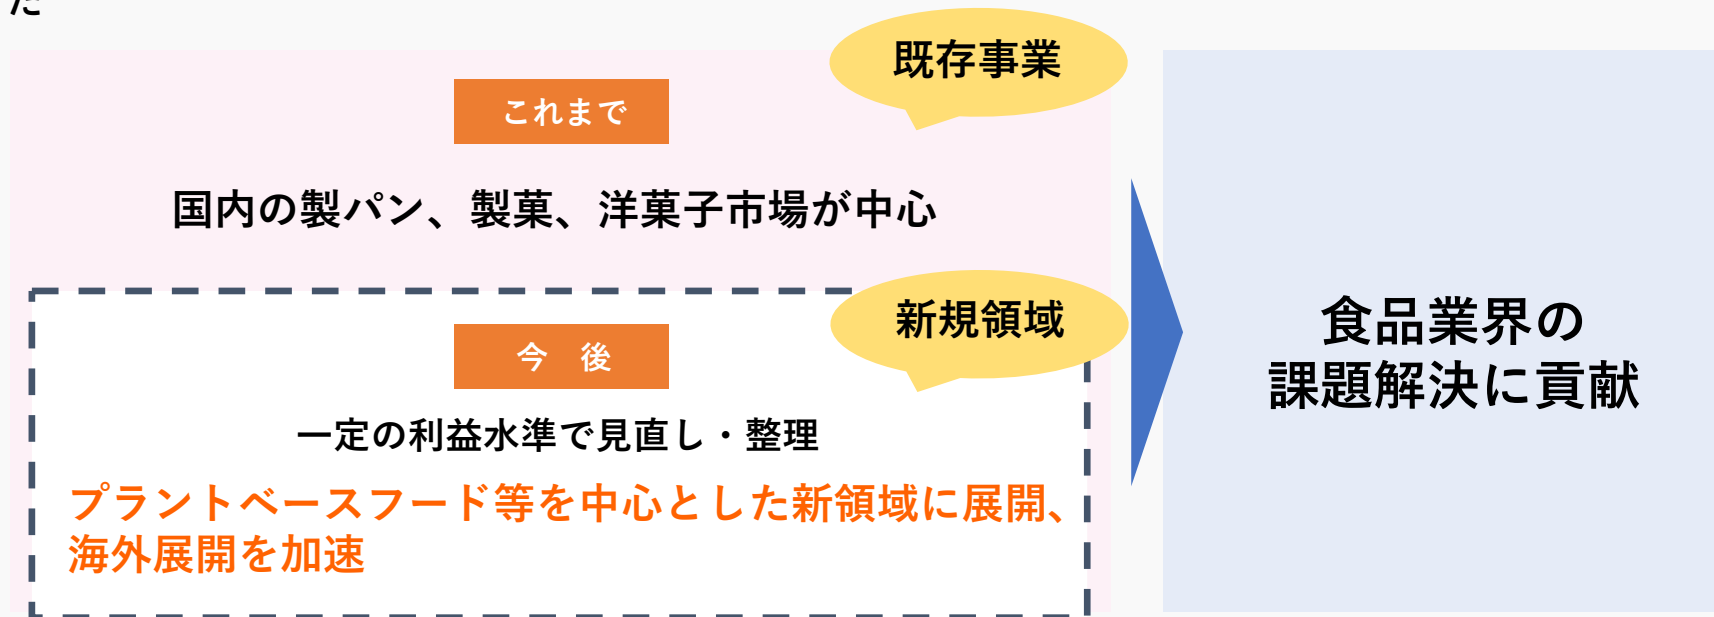 た
既存事業
これまで
国内の製パン、製菓、洋菓子市場が中心
新規領域
今　後
一定の利益水準で見直し・整理
プラントベースフード等を中心とした新領域に展開、
海外展開を加速
食品業界の
課題解決に貢献